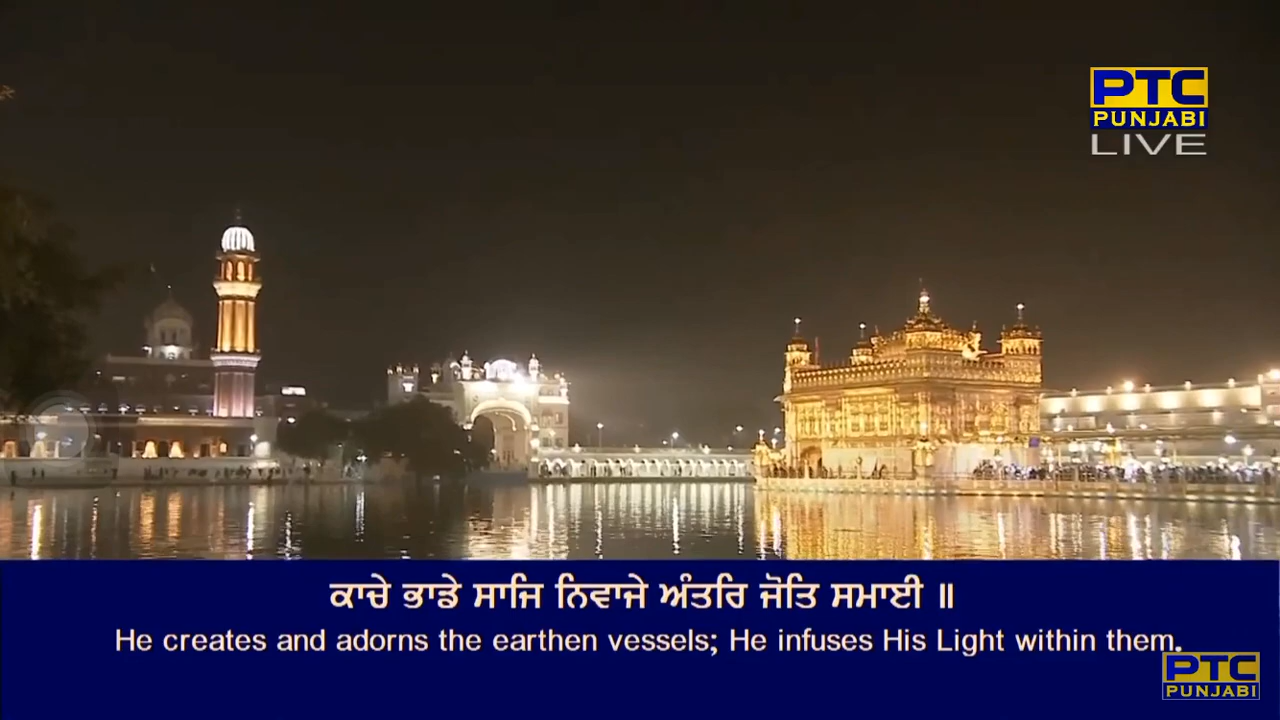 PTC
PUNJABI
LIVE
ਕਾਚੇ ਭਾਡੇ ਸਾਜਿ ਨਿਵਾਜੇ ਅੰਤਰਿ ਜੋਤਿ ਸਮਾਈ ॥
He creates and adorns the earthen vessels; He infuses His Light within them.
PTC
PUNJABI